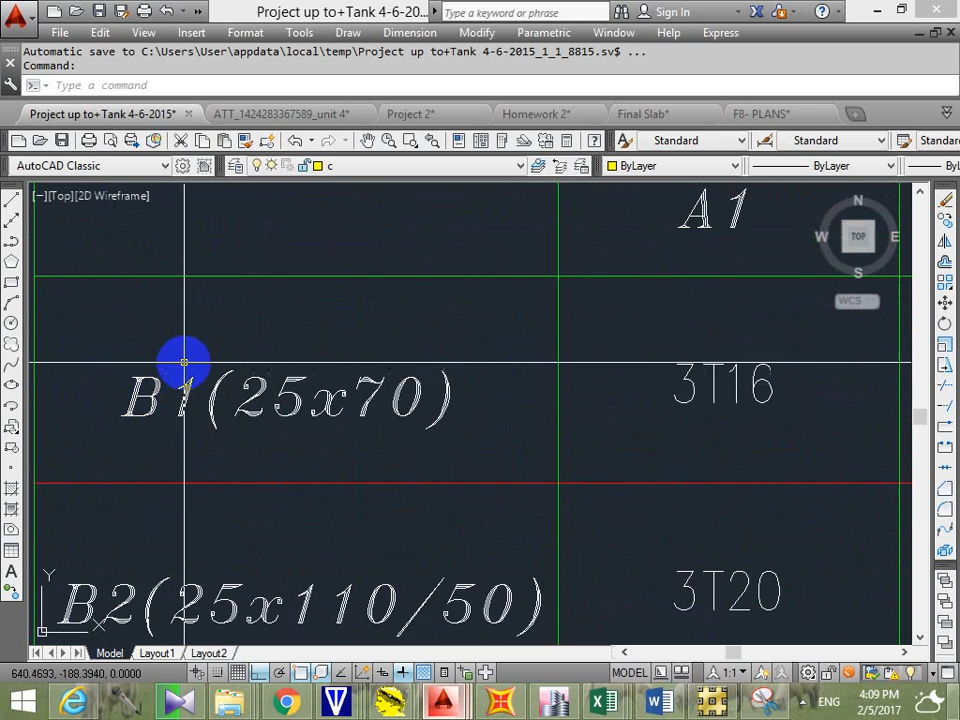 Project up to+Tank 4-6-20...
Type a keyword or phrase
Sign In
File Edit View Insert Format Tools Draw Dimension Modify Parametric Window Help Express
Automatic save to C:\Users\User\appdata\local\temp\Project up to+Tank 4-6-2015_1_1_8815.sv$ ...
Command:
Type a command
Project up to+Tank 4-6-2015* ATT_1424283367589_unit 4* Project 2* Homework 2* Final Slab* F8- PLANS*
Standard Standard Standard
AutoCAD Classic c ByLayer ByLayer ByL
[−][Top][2D Wireframe]
A1
N
W TOP E
S
WCS
B1(25x70) 3T16
B2(25x110/50) 3T20
Y
X
Model Layout1 Layout2
640.4693, -188.3940, 0.0000 MODEL 1:1
ENG
4:09 PM
2/5/2017